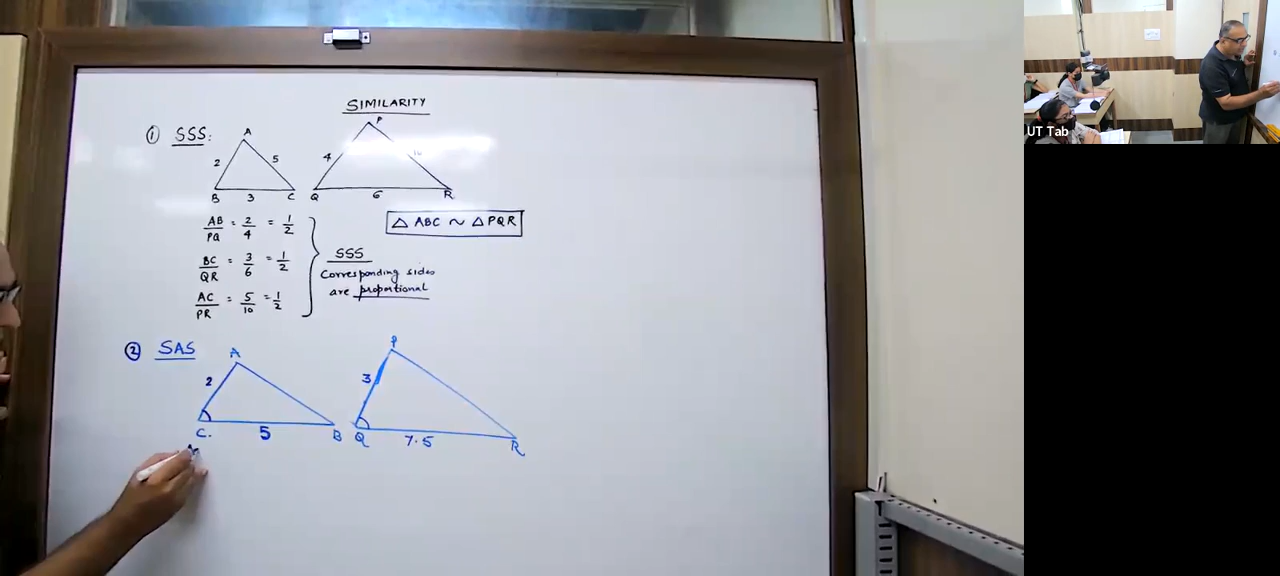 SIMILARITY
① SSS:
A
P
2
5
4
10
B
3
C
Q
6
R
AB/PQ = 2/4 = 1/2
△ ABC ~ △ PQR
BC/QR = 3/6 = 1/2
SSS
Corresponding sides
are proportional
AC/PR = 5/10 = 1/2
② SAS
A
P
2
3
C.
5
B
Q
7.5
R
UT Tab